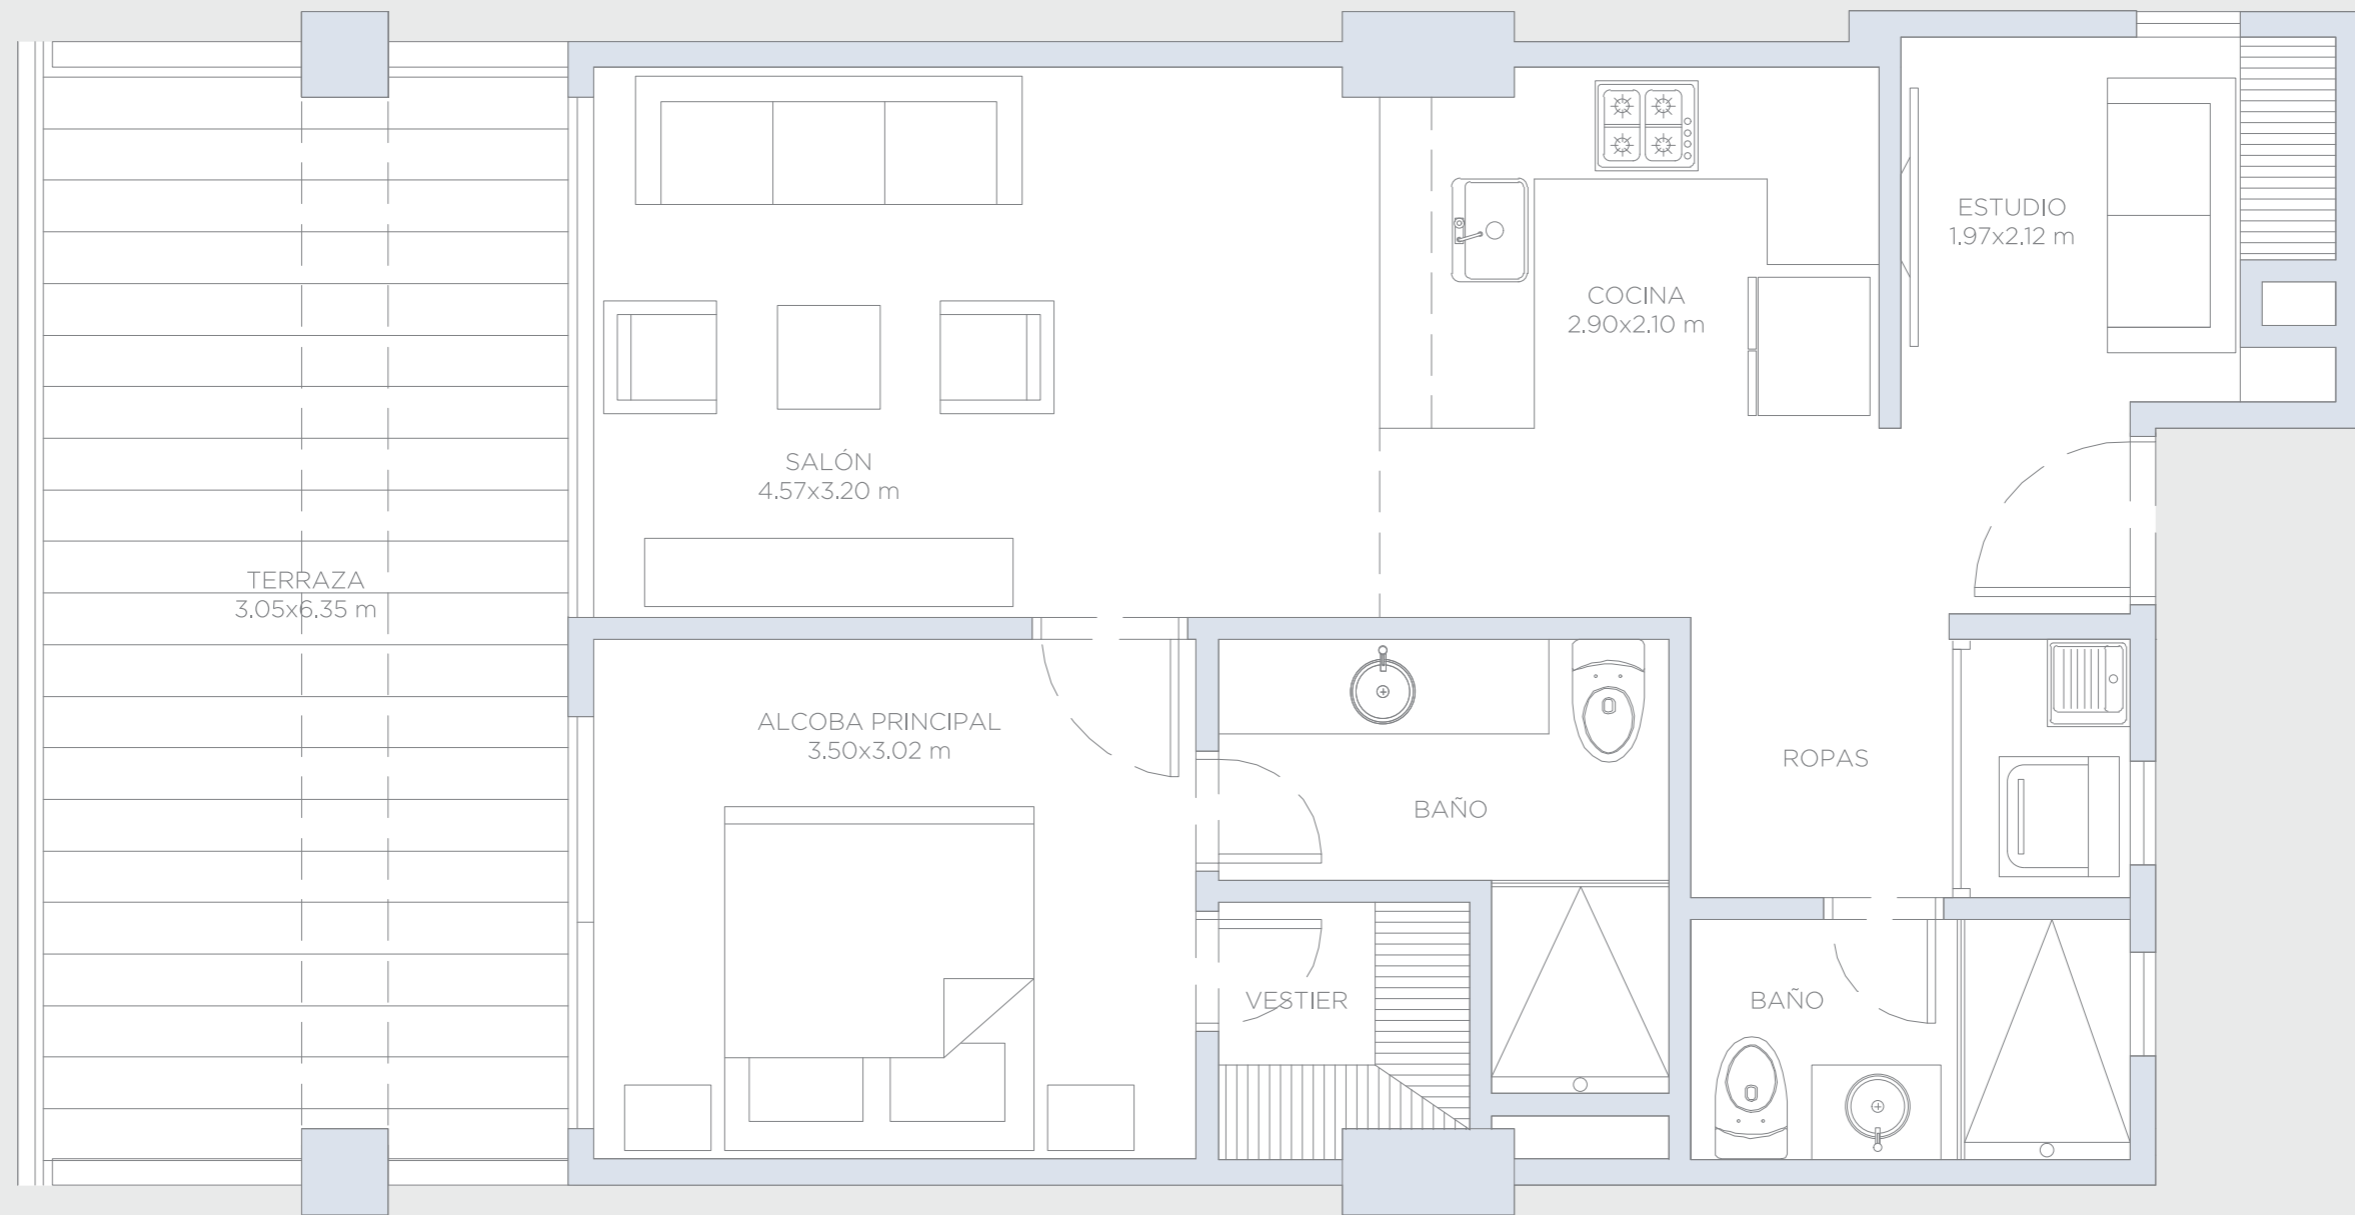 ESTUDIO
1.97x2.12 m
COCINA
2.90x2.10 m
SALÓN
4.57x3.20 m
TERRAZA
3.05x6.35 m
ALCOBA PRINCIPAL
3.50x3.02 m
ROPAS
BAÑO
VESTIER
BAÑO